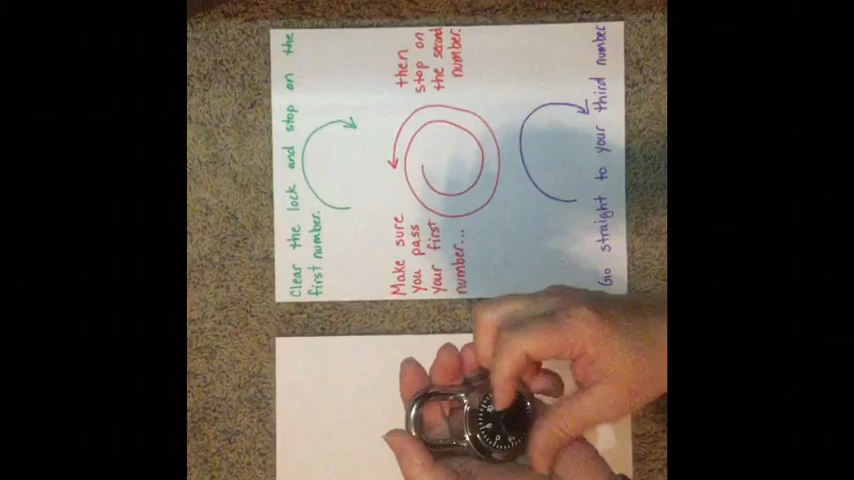 Clear the lock and stop on the
first number.
Make sure
you pass
your first
number...
then
stop on
the second
number.
Go straight to your third number